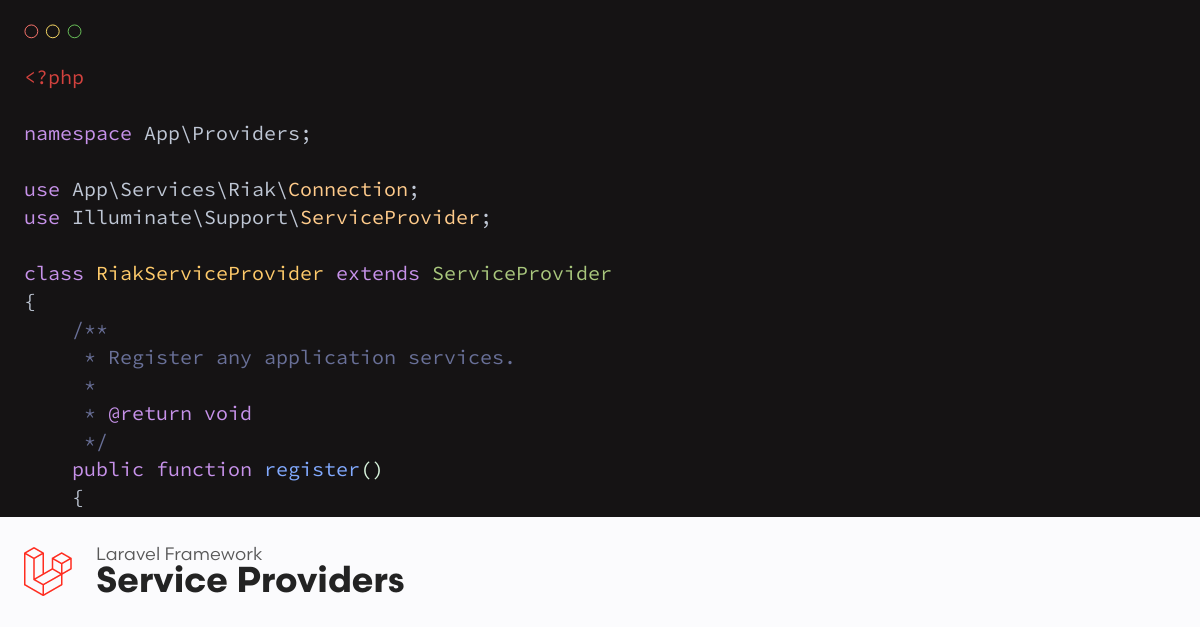 <?php
namespace App\Providers;
use App\Services\Riak\Connection;
use Illuminate\Support\ServiceProvider;
class RiakServiceProvider extends ServiceProvider
{
    /**
     * Register any application services.
     *
     * @return void
     */
    public function register()
    {
Laravel Framework
Service Providers